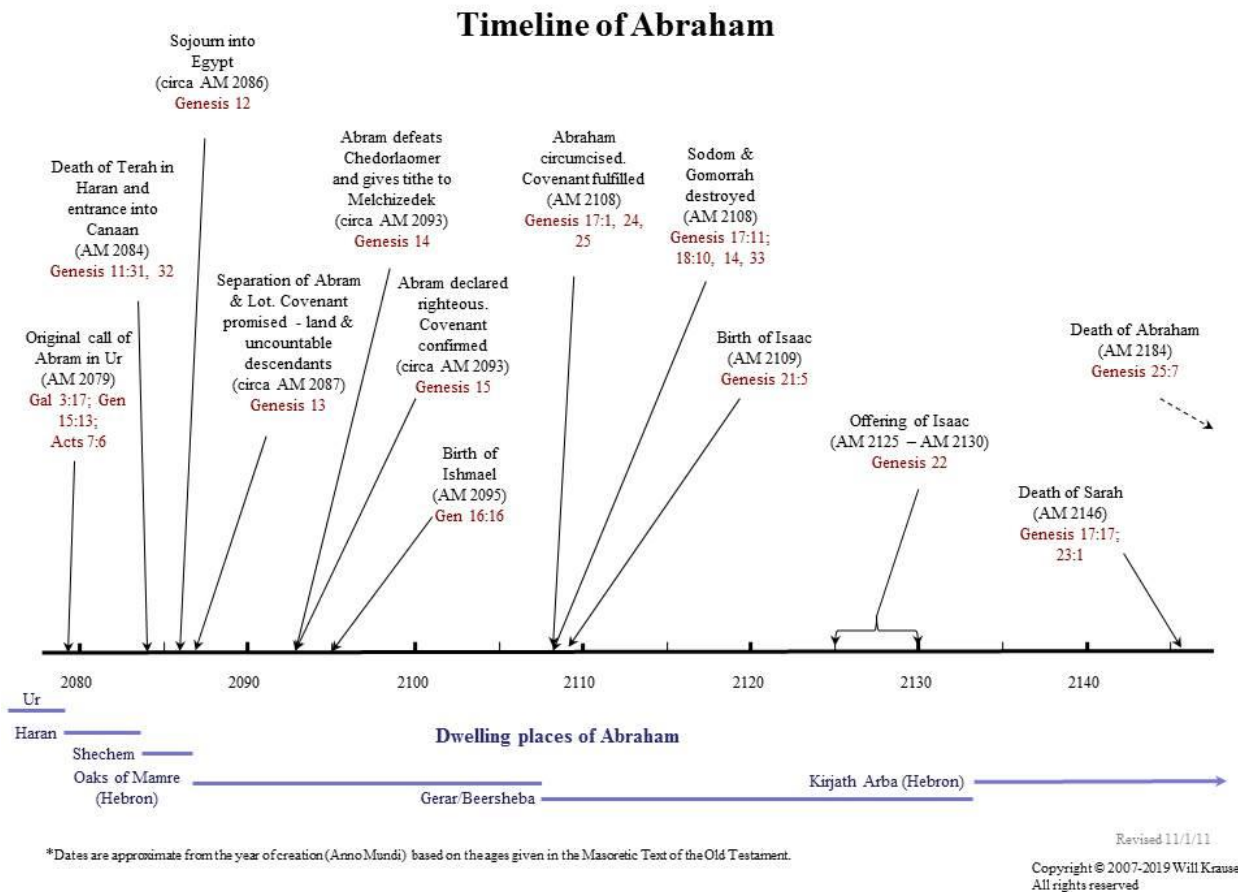 Timeline of Abraham
Sojourn into
Egypt
(circa AM 2086)
Genesis 12
Death of Terah in
Haran and
entrance into
Canaan
(AM 2084)
Genesis 11:31, 32
Original call of
Abram in Ur
(AM 2079)
Gal 3:17; Gen
15:13;
Acts 7:6
Separation of Abram
& Lot. Covenant
promised - land &
uncountable
descendants
(circa AM 2087)
Genesis 13
Abram defeats
Chedorlaomer
and gives tithe to
Melchizedek
(circa AM 2093)
Genesis 14
Abram declared
righteous.
Covenant
confirmed
(circa AM 2093)
Genesis 15
Birth of
Ishmael
(AM 2095)
Gen 16:16
Abraham
circumcised.
Covenant fulfilled
(AM 2108)
Genesis 17:1, 24,
25
Sodom &
Gomorrah
destroyed
(AM 2108)
Genesis 17:11;
18:10, 14, 33
Birth of Isaac
(AM 2109)
Genesis 21:5
Offering of Isaac
(AM 2125 – AM 2130)
Genesis 22
Death of Abraham
(AM 2184)
Genesis 25:7
Death of Sarah
(AM 2146)
Genesis 17:17;
23:1
2080 2090 2100 2110 2120 2130 2140
Ur
Haran
Shechem
Oaks of Mamre
(Hebron)
Dwelling places of Abraham
Gerar/Beersheba
Kirjath Arba (Hebron)
*Dates are approximate from the year of creation (Anno Mundi) based on the ages given in the Masoretic Text of the Old Testament.
Revised 11/1/11
Copyright © 2007-2019 Will Krause
All rights reserved